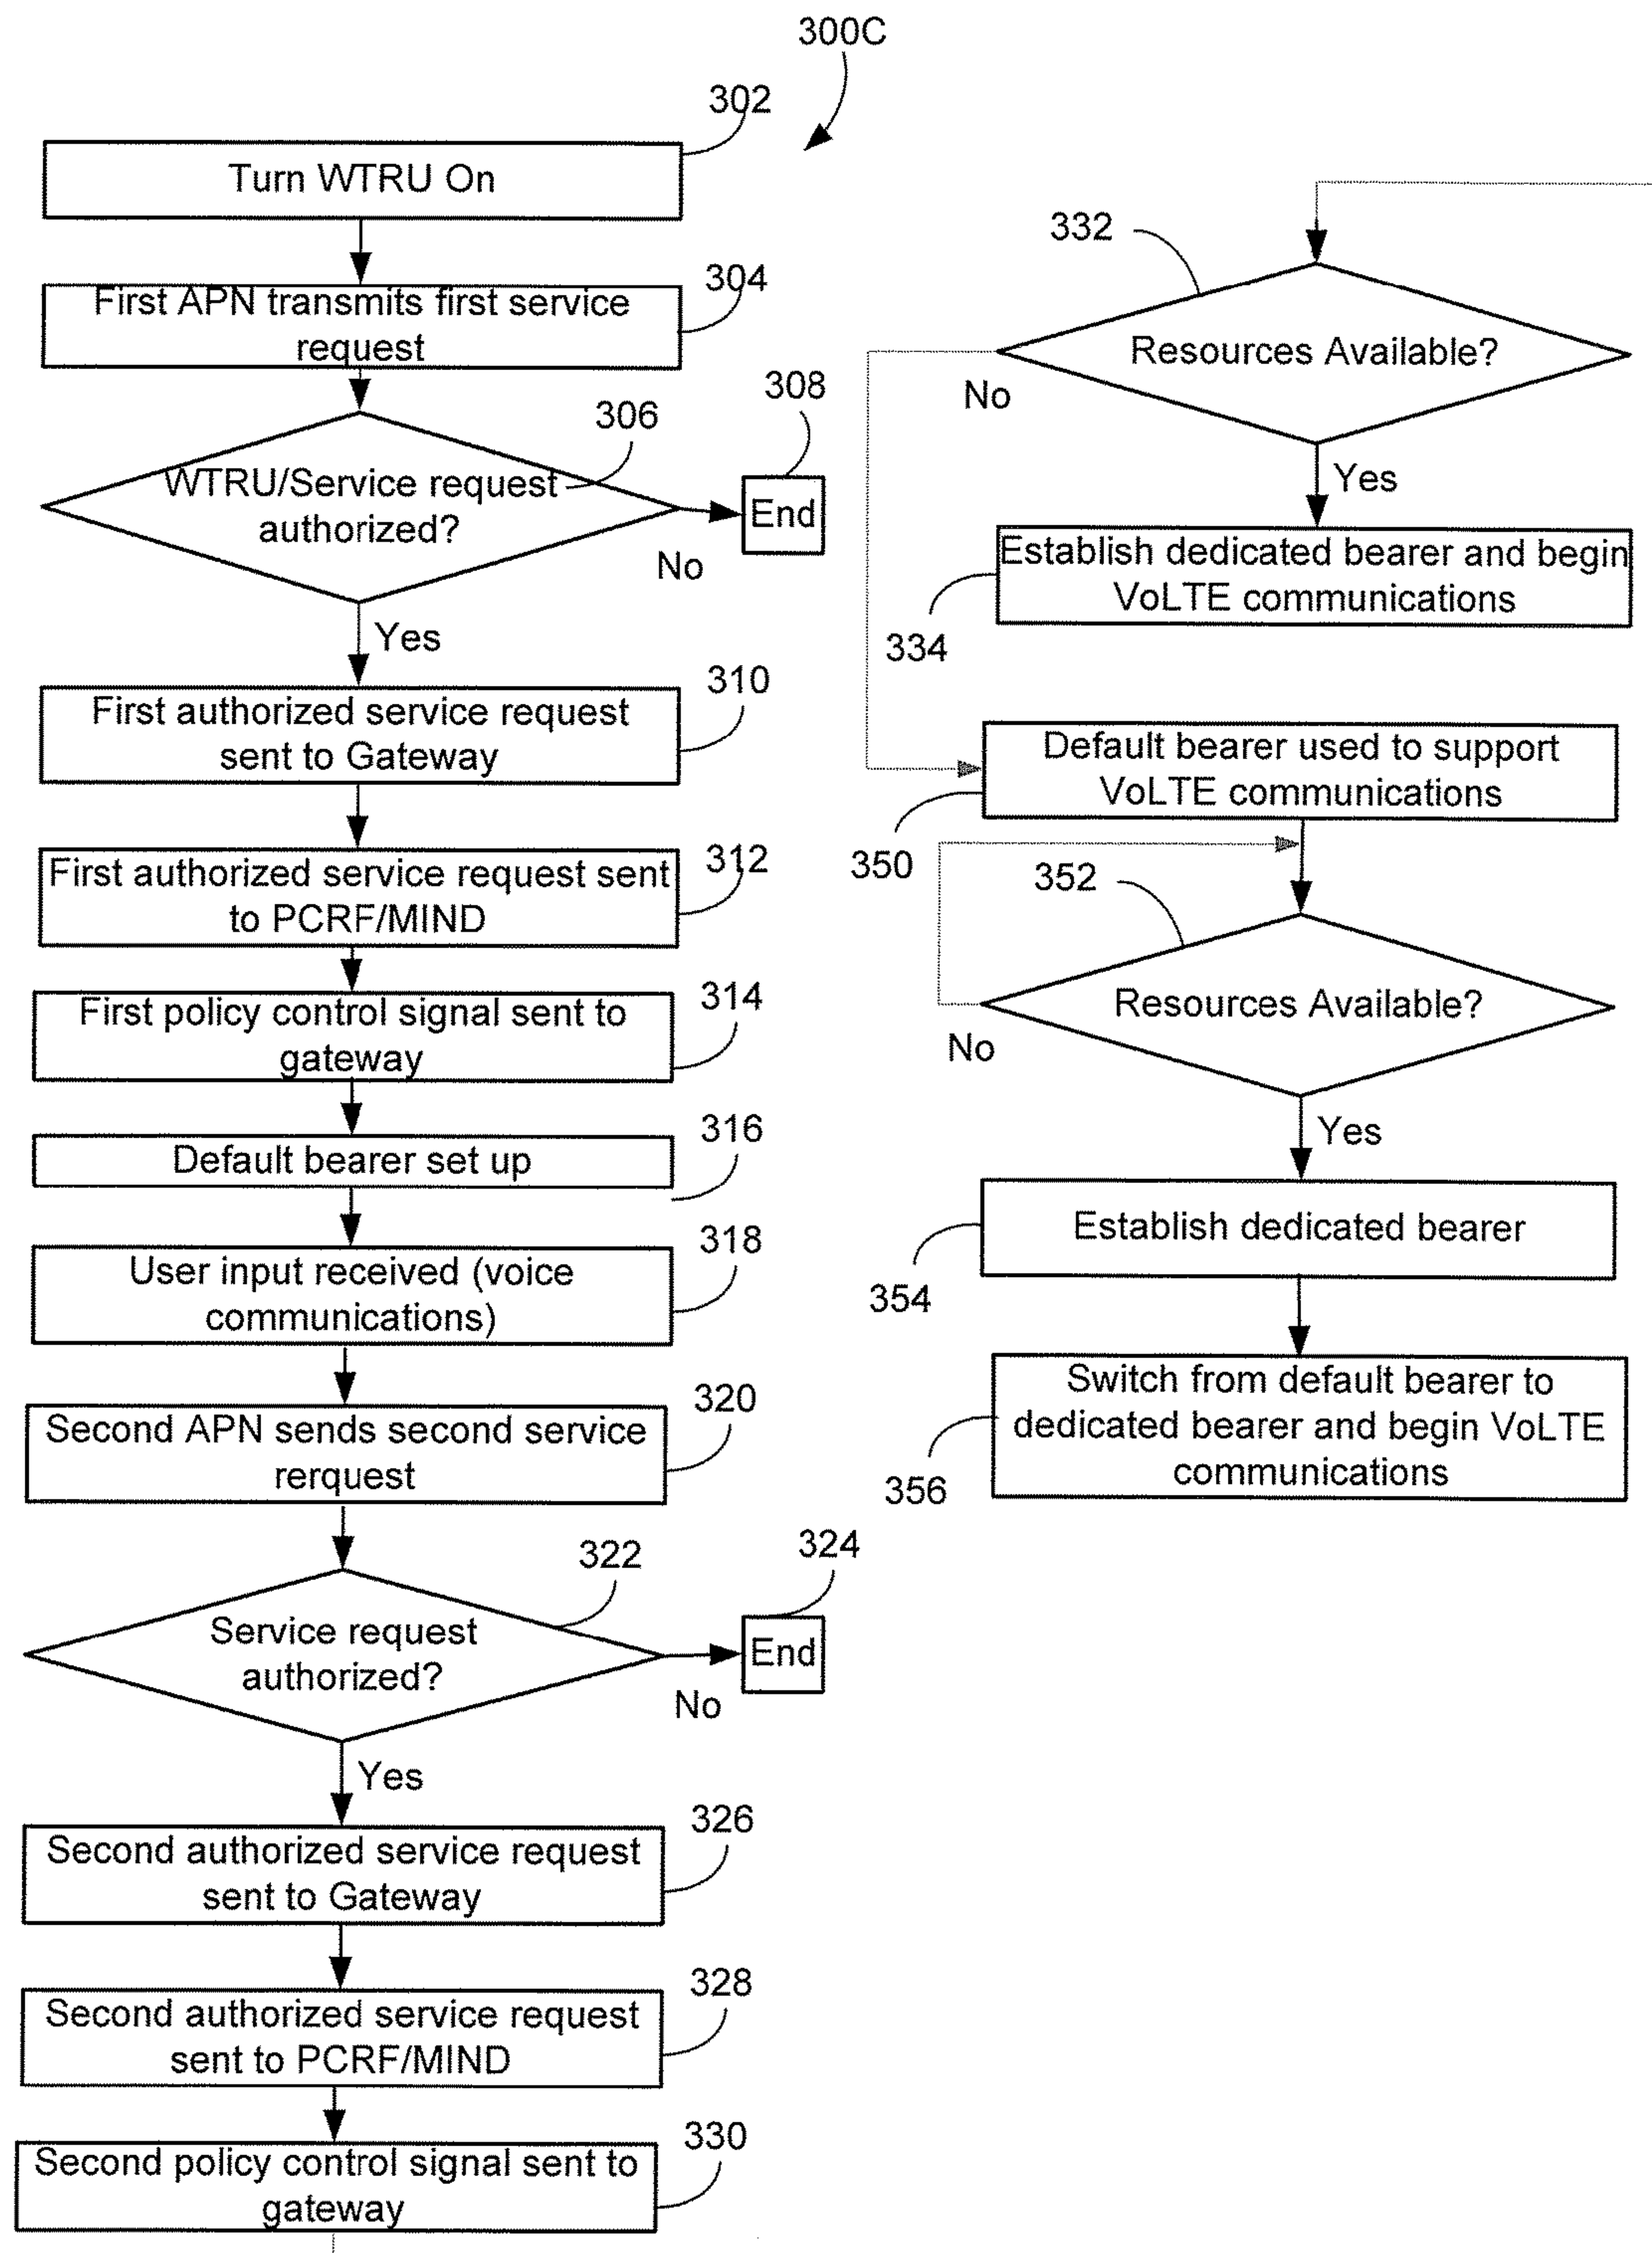 300C
302
Turn WTRU On
304
First APN transmits first service
request
306
308
WTRU/Service request
authorized?
End
No
Yes
310
First authorized service request
sent to Gateway
312
First authorized service request sent
to PCRF/MIND
314
First policy control signal sent to
gateway
316
Default bearer set up
318
User input received (voice
communications)
320
Second APN sends second service
rerquest
322
324
Service request
authorized?
End
No
Yes
326
Second authorized service request
sent to Gateway
328
Second authorized service request
sent to PCRF/MIND
330
Second policy control signal sent to
gateway
332
Resources Available?
No
Yes
Establish dedicated bearer and begin
VoLTE communications
334
Default bearer used to support
VoLTE communications
350
352
Resources Available?
No
Yes
Establish dedicated bearer
354
Switch from default bearer to
dedicated bearer and begin VoLTE
communications
356